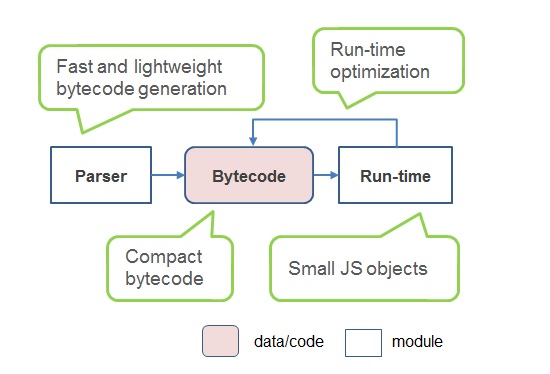 Fast and lightweight
bytecode generation
Run-time
optimization
Parser
Bytecode
Run-time
Compact
bytecode
Small JS objects
data/code
module